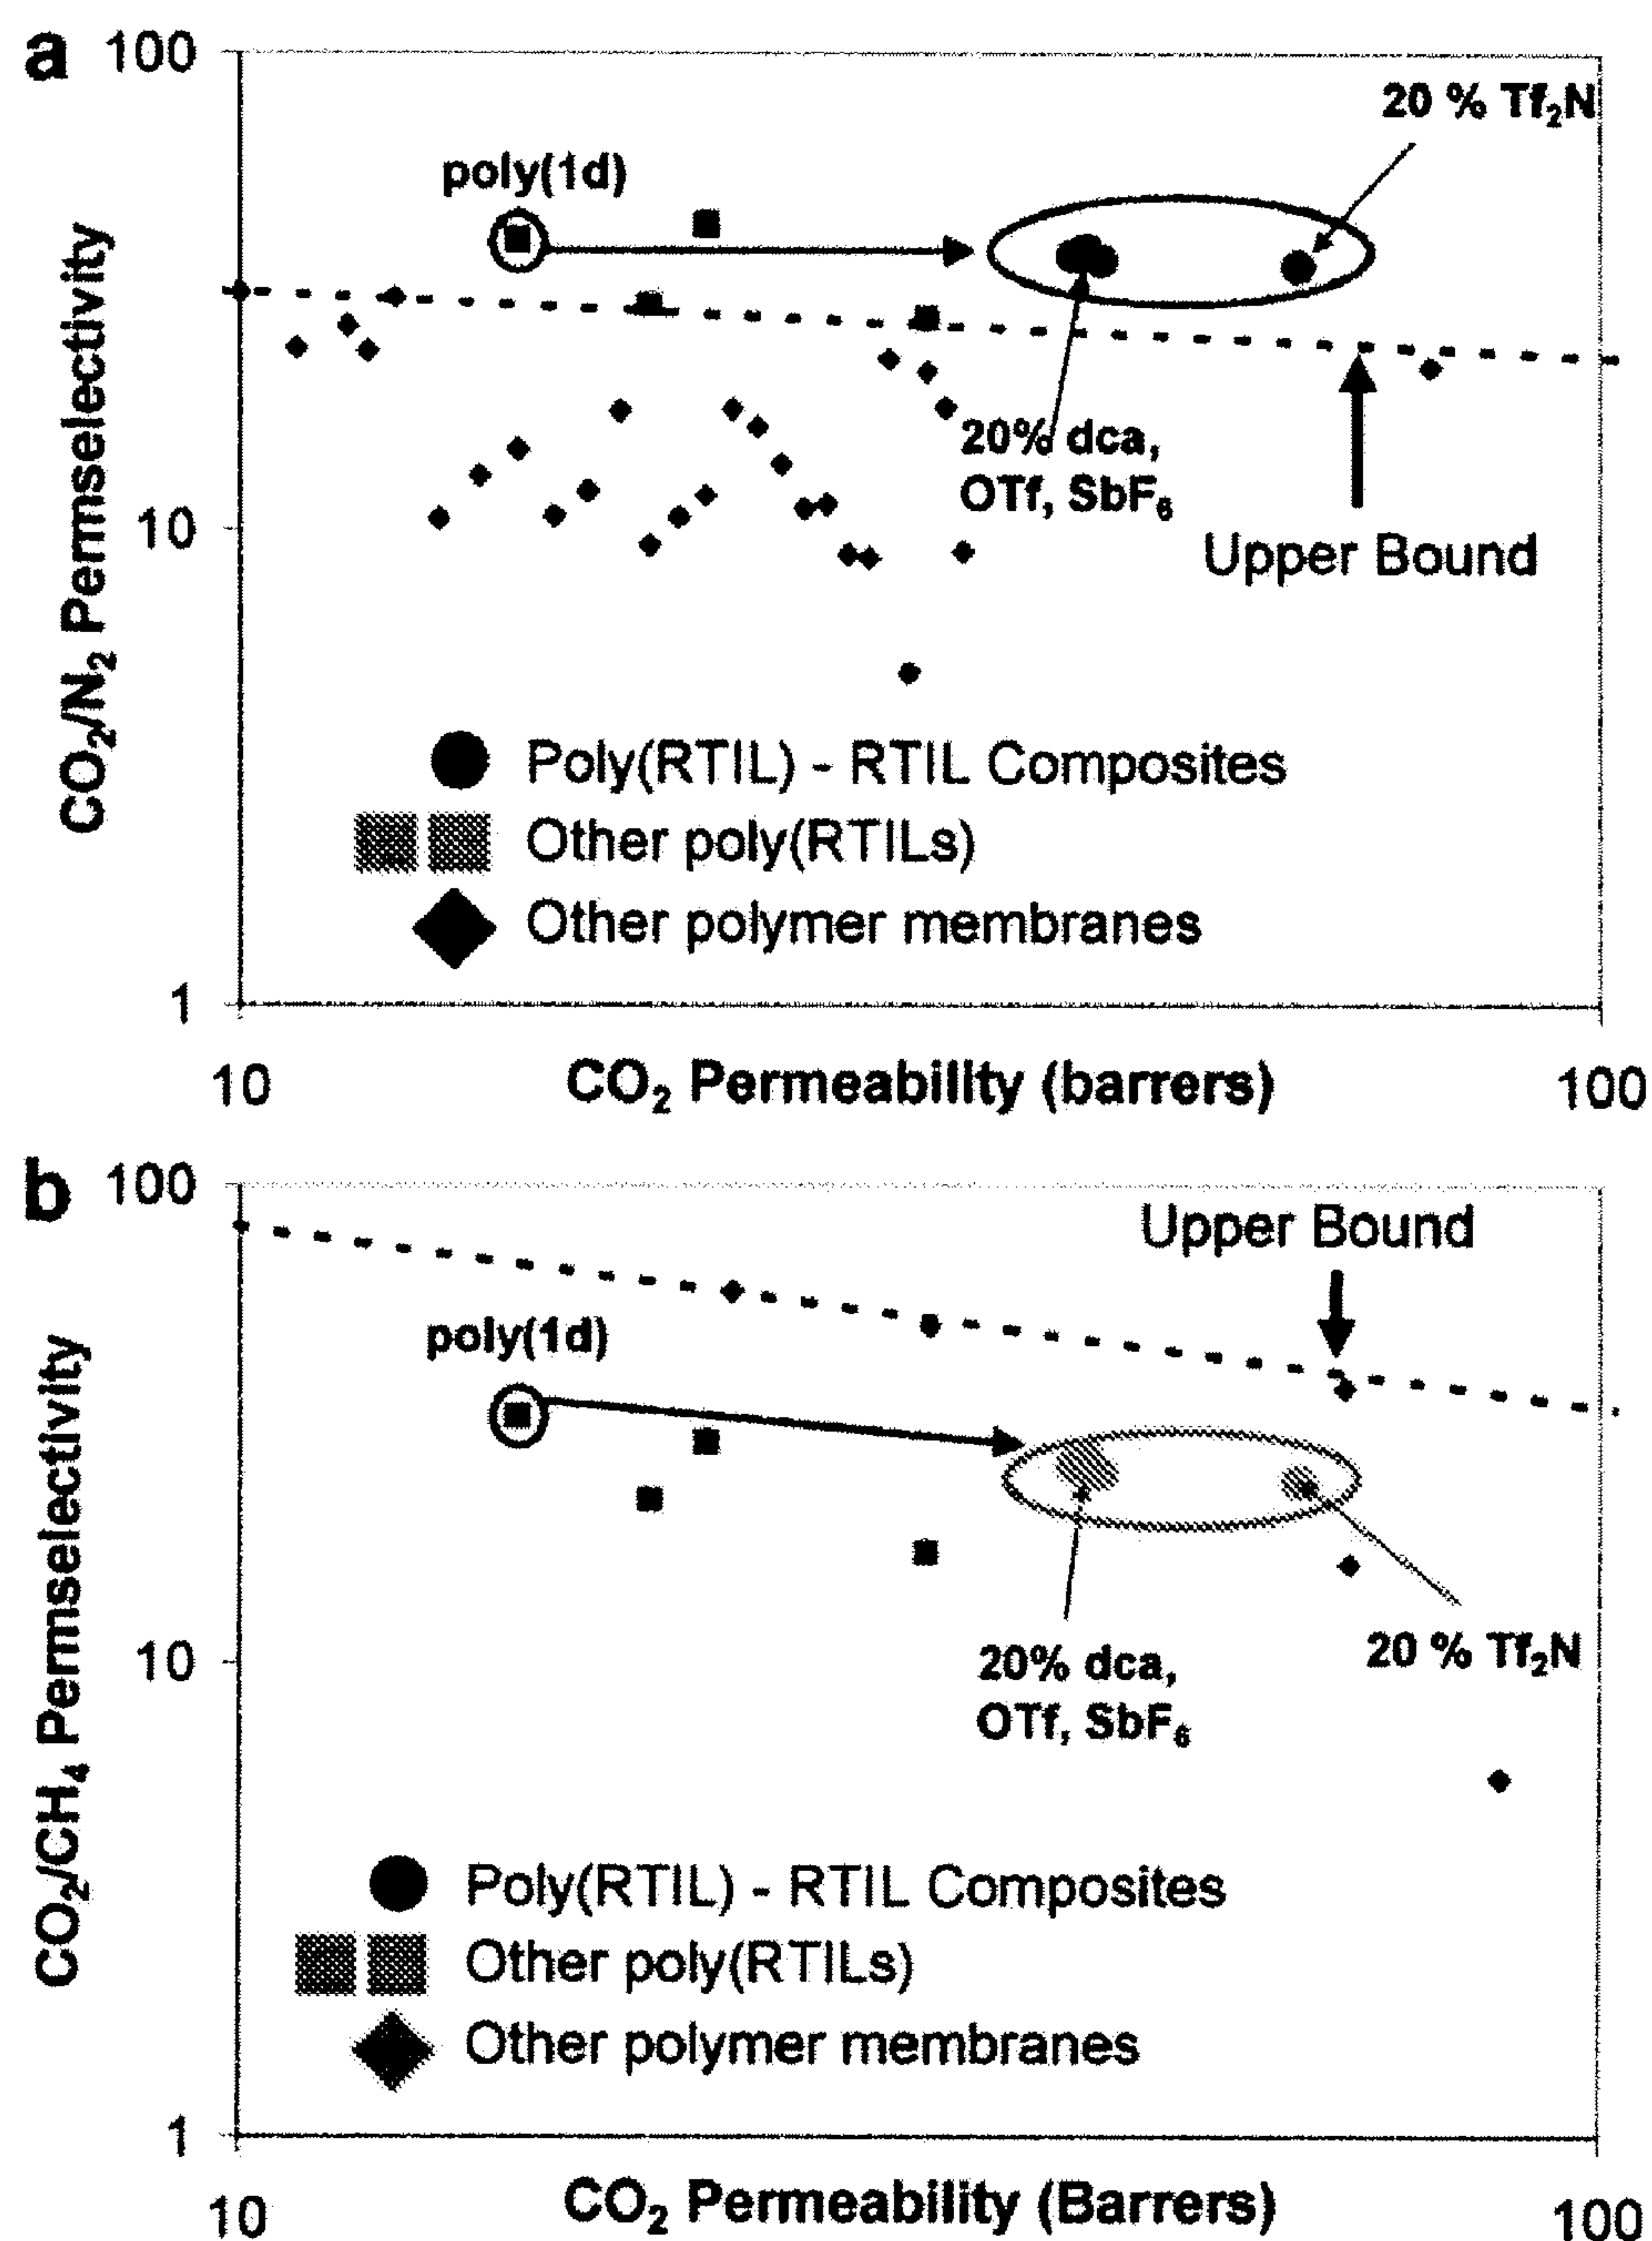 a
100
20 % Tf₂N
poly(1d)
CO₂/N₂ Permselectivity
20% dca,
OTf, SbF₆
10
Upper Bound
Poly(RTIL) - RTIL Composites
Other poly(RTILs)
Other polymer membranes
1
10
CO₂ Permeability (barrers)
100
b
100
Upper Bound
poly(1d)
CO₂/CH₄ Permselectivity
10
20% dca,
OTf, SbF₆
20 % Tf₂N
Poly(RTIL) - RTIL Composites
Other poly(RTILs)
Other polymer membranes
1
10
CO₂ Permeability (Barrers)
100